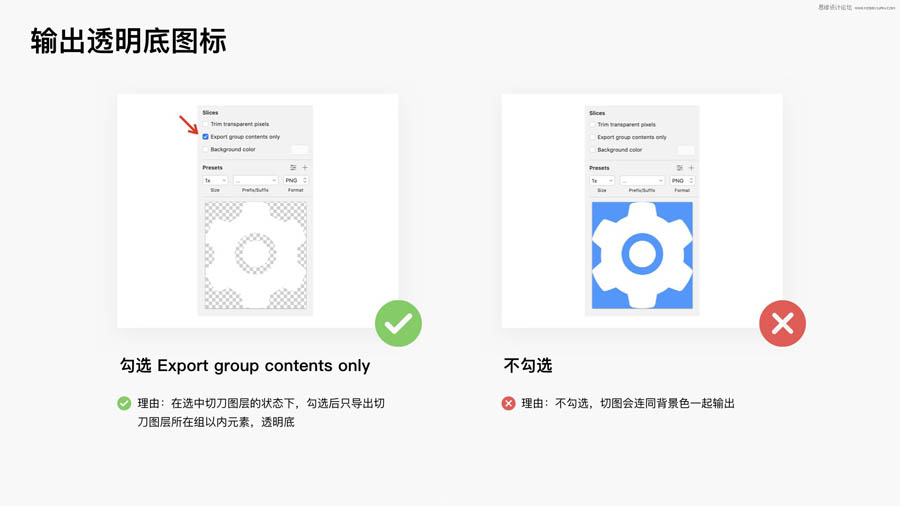 思缘设计论坛 WWW.MISSYUAN.COM
输出透明底图标
Slices
Trim transparent pixels
Export group contents only
Background color
Presets
1x ... PNG
Size Prefix/Suffix Format
Slices
Trim transparent pixels
Export group contents only
Background color
Presets
1x ... PNG
Size Prefix/Suffix Format
勾选 Export group contents only
理由：在选中切刀图层的状态下，勾选后只导出切
刀图层所在组以内元素，透明底
不勾选
理由：不勾选，切图会连同背景色一起输出